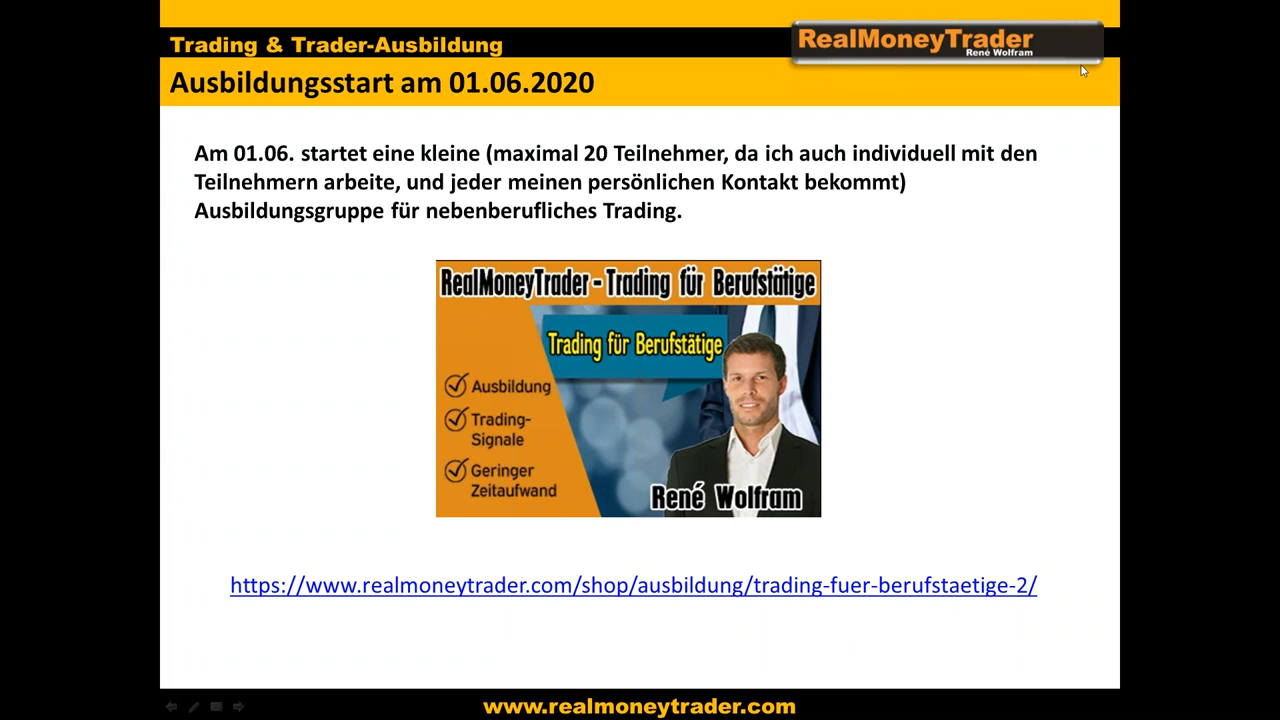 Trading & Trader-Ausbildung
RealMoneyTrader
René Wolfram
Ausbildungsstart am 01.06.2020
Am 01.06. startet eine kleine (maximal 20 Teilnehmer, da ich auch individuell mit den
Teilnehmern arbeite, und jeder meinen persönlichen Kontakt bekommt)
Ausbildungsgruppe für nebenberufliches Trading.
RealMoneyTrader - Trading für Berufstätige
Trading für Berufstätige
Ausbildung
Trading-
Signale
Geringer
Zeitaufwand
René Wolfram
https://www.realmoneytrader.com/shop/ausbildung/trading-fuer-berufstaetige-2/
www.realmoneytrader.com